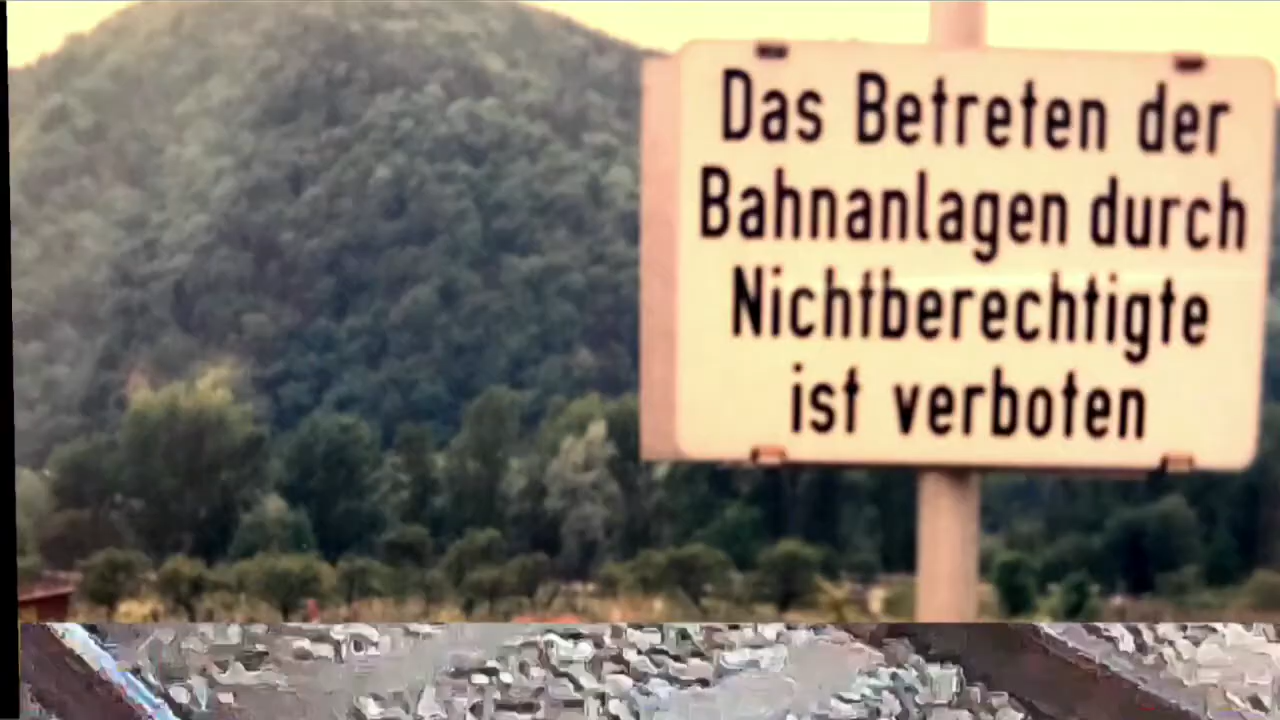 Das Betreten der
Bahnanlagen durch
Nichtberechtigte
ist verboten